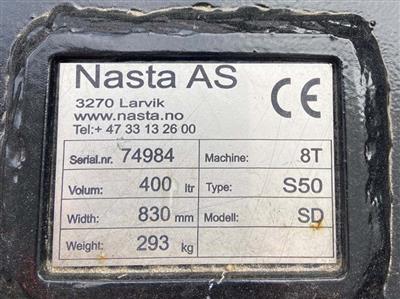 Nasta AS
CE
3270 Larvik
www.nasta.no
Tel:+ 47 33 13 26 00
Serial.nr. 74984 Machine: 8T
Volum: 400 ltr Type: S50
Width: 830 mm Modell: SD
Weight: 293 kg